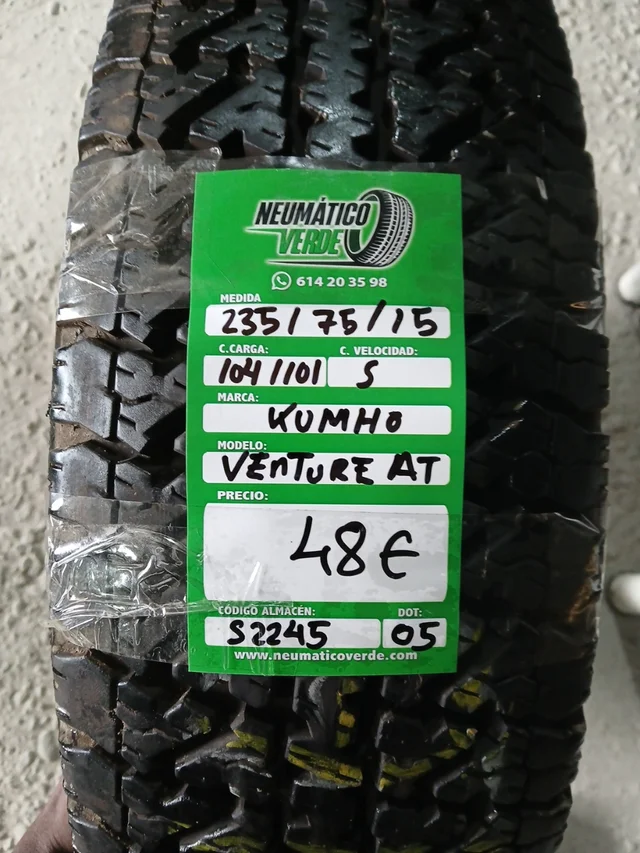 NEUMÁTICO
VERDE
614 20 35 98
MEDIDA
235/75/15
C.CARGA: C. VELOCIDAD:
104/101 S
MARCA:
KUMHO
MODELO:
VEnTURE AT
PRECIO:
48€
CÓDIGO ALMACÉN: DOT:
S2245 05
www.neumaticoverde.com